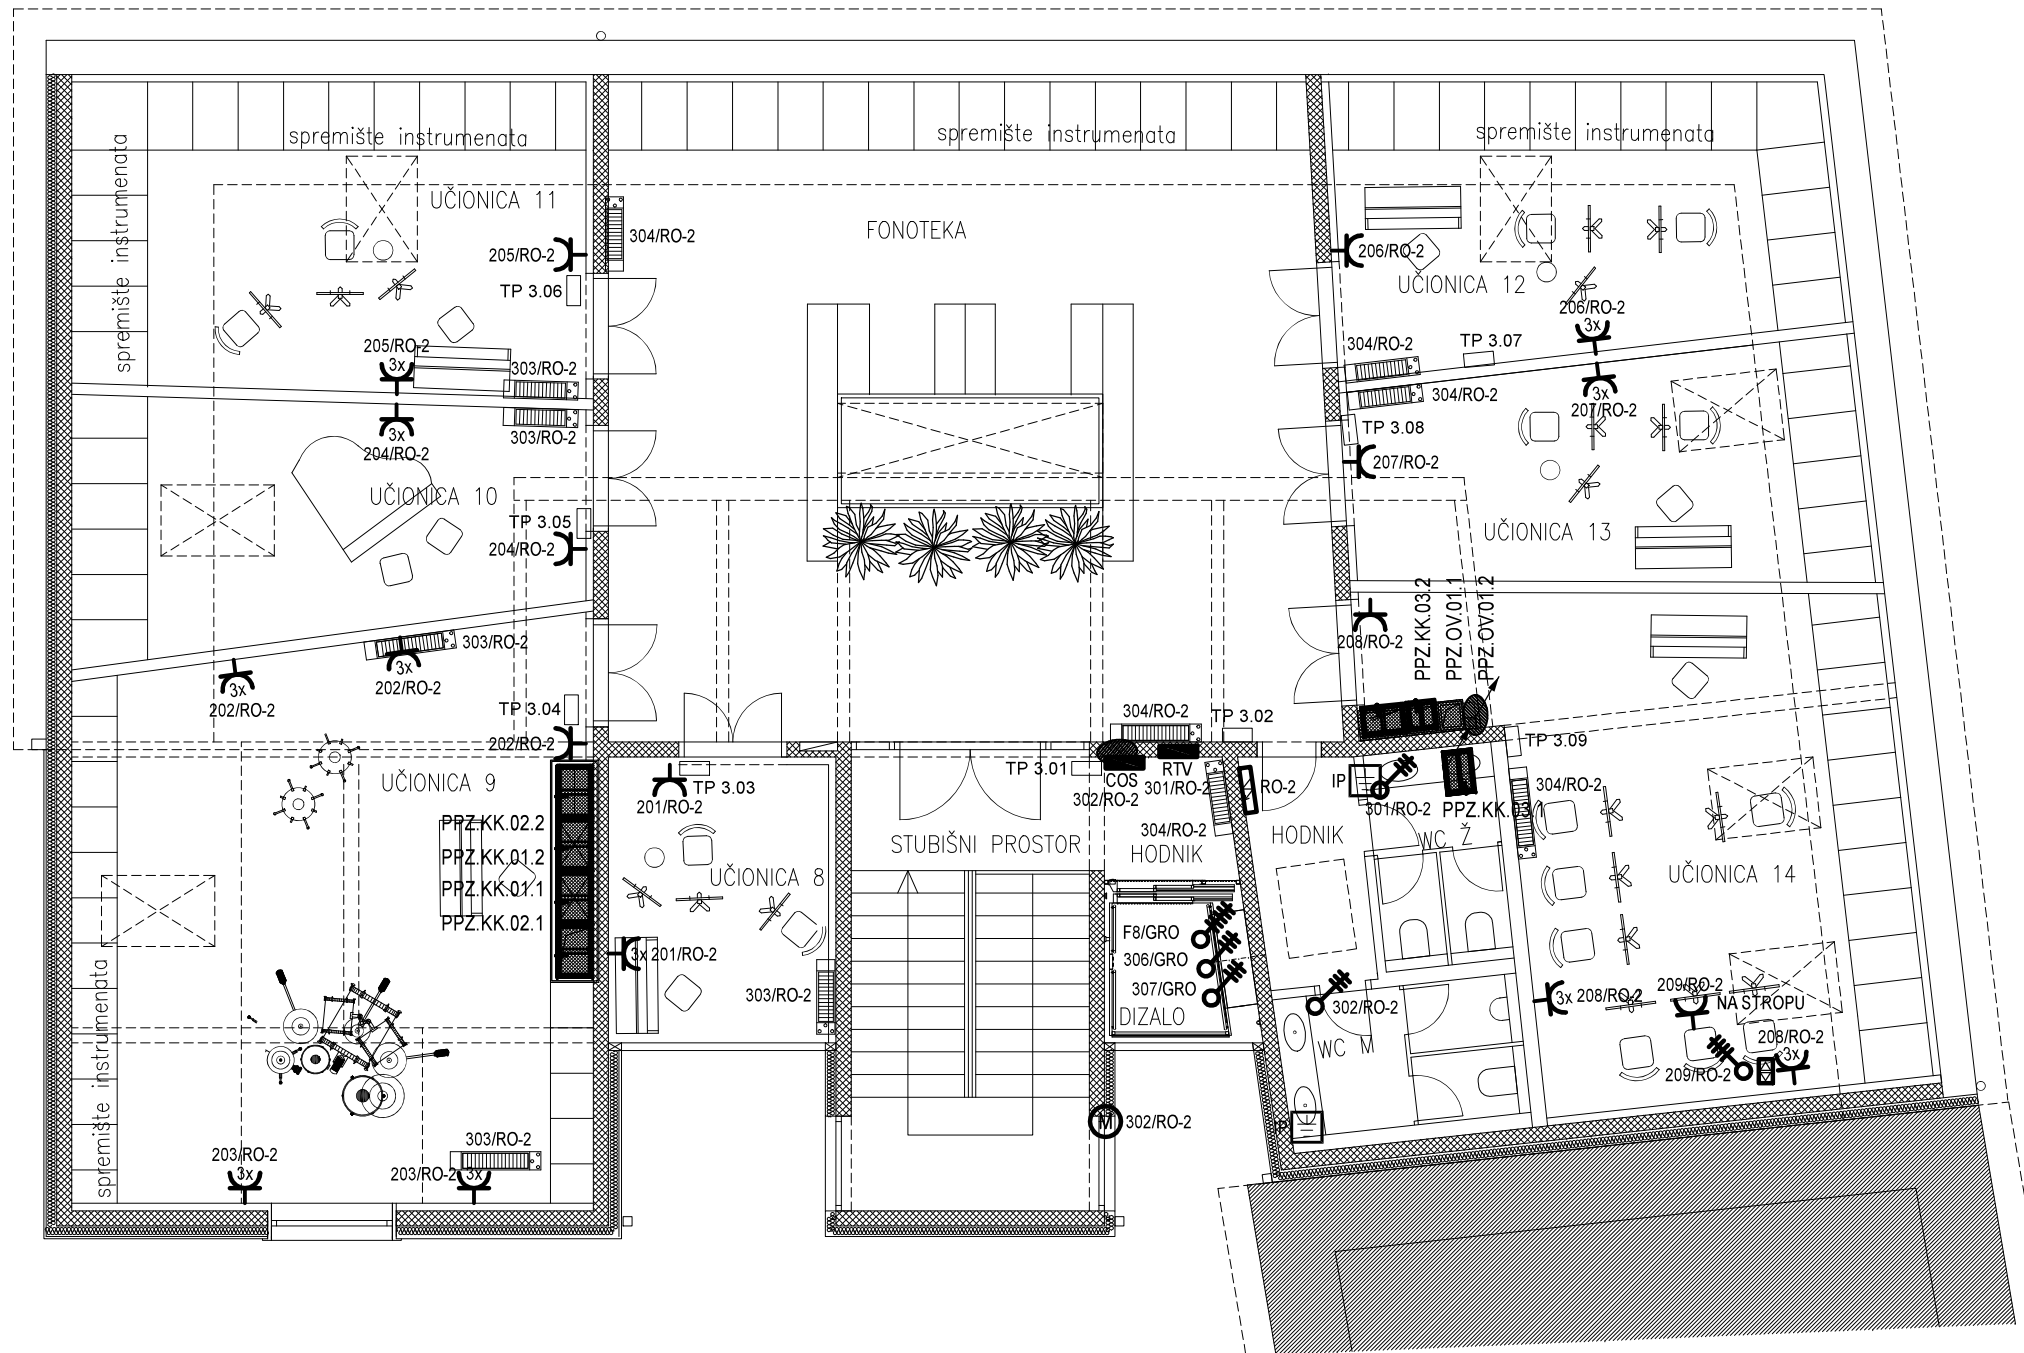 spremište instrumenata
spremište instrumenata
spremište instrumenata
spremište instrumenata
UČIONICA 11
205/RO-2
TP 3.06
304/RO-2
FONOTEKA
206/RO-2
UČIONICA 12
206/RO-2
3x
205/RO-2
3x
303/RO-2
303/RO-2
3x
204/RO-2
304/RO-2
TP 3.07
304/RO-2
3x
207/RO-2
TP 3.08
207/RO-2
UČIONICA 10
TP 3.05
204/RO-2
UČIONICA 13
PPZ.KK.03.2
PPZ.OV.01.1
PPZ.OV.01.2
208/RO-2
303/RO-2
3x
202/RO-2
3x
202/RO-2
TP 3.04
202/RO-2
304/RO-2
TP 3.02
TP 3.09
UČIONICA 9
TP 3.03
201/RO-2
TP 3.01
ICOS
302/RO-2
RTV
301/RO-2
RO-2
IP
301/RO-2
PPZ.KK.03.1
304/RO-2
PPZ.KK.02.2
PPZ.KK.01.2
PPZ.KK.01.1
PPZ.KK.02.1
STUBIŠNI PROSTOR
304/RO-2
HODNIK
HODNIK
WC Ž
UČIONICA 8
UČIONICA 14
3x 201/RO-2
303/RO-2
F8/GRO
306/GRO
307/GRO
DIZALO
302/RO-2
WC M
3x 208/RO-2
209/RO-2
NA STROPU
208/RO-2
3x
209/RO-2
spremište instrumenata
M 302/RO-2
IP
203/RO-2
3x
203/RO-2
3x
303/RO-2